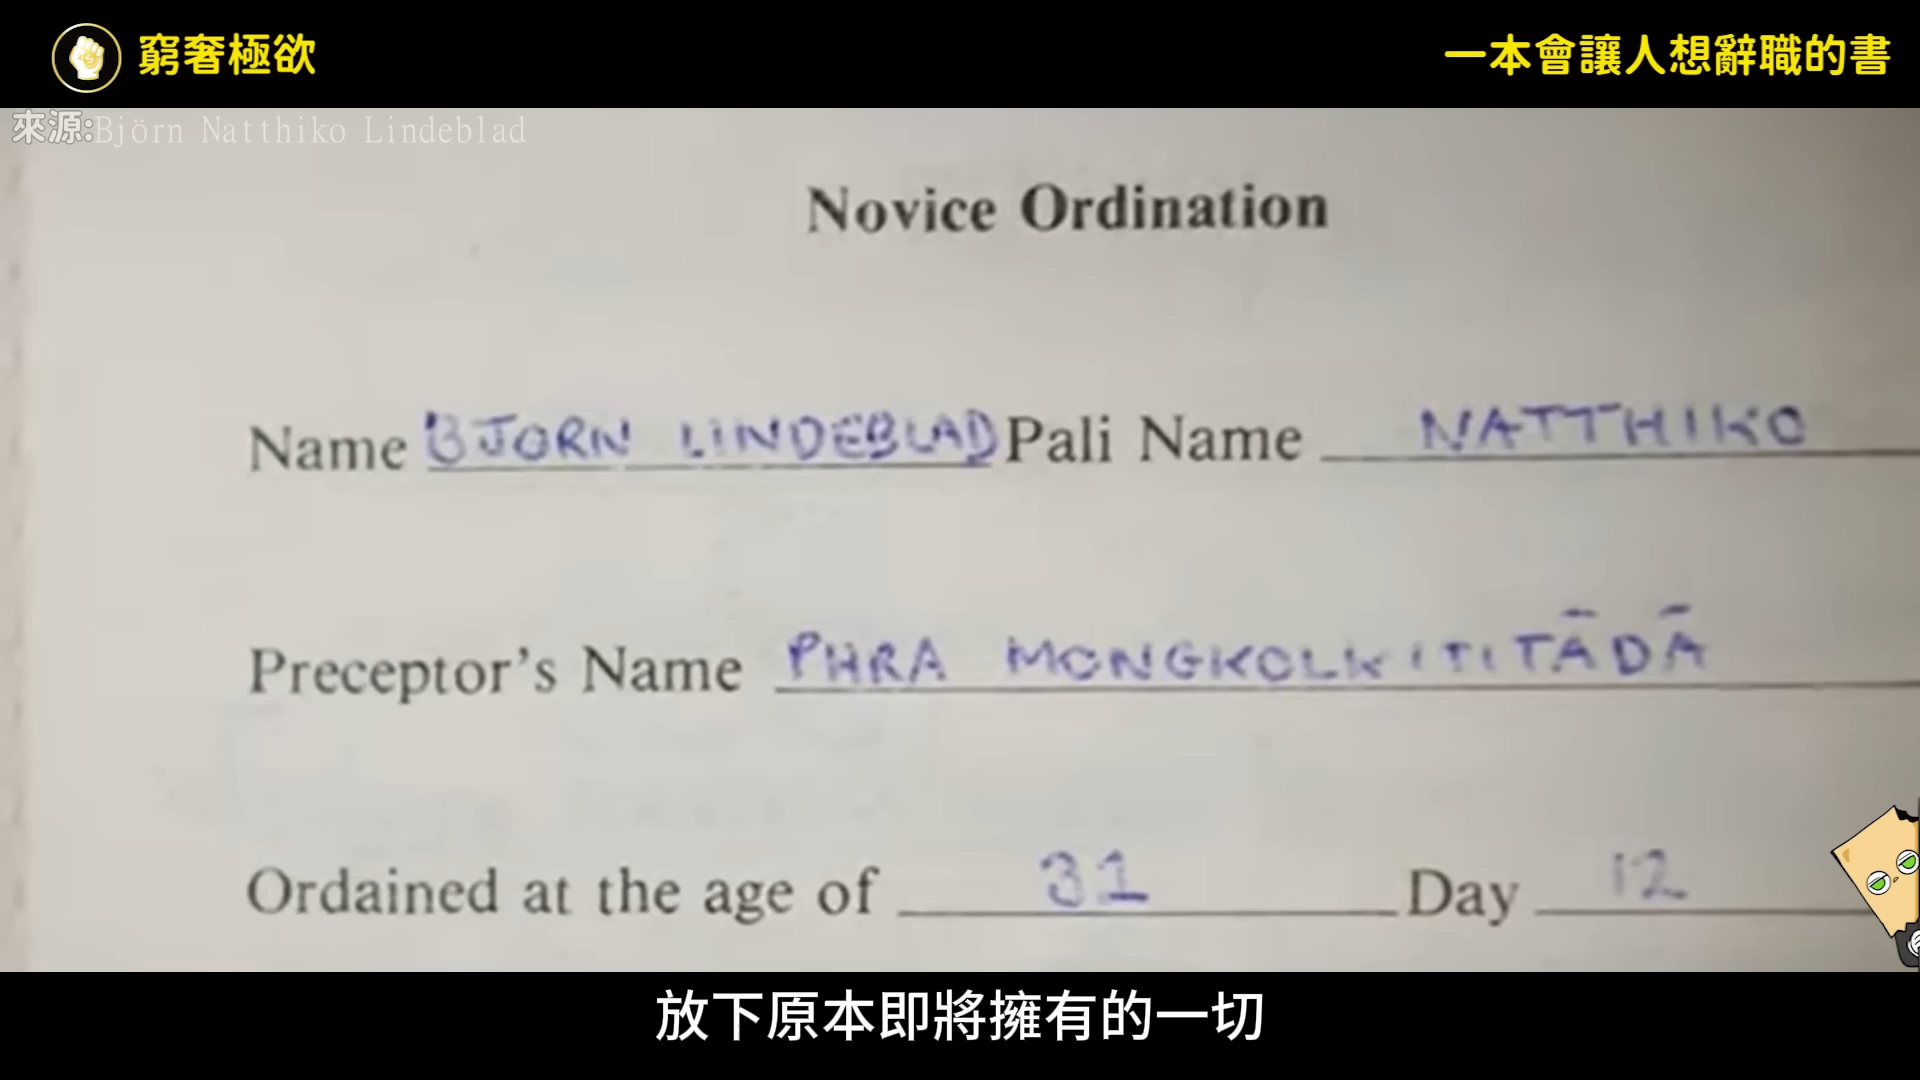 窮奢極欲
一本會讓人想辭職的書
來源:Björn Natthiko Lindeblad
Novice Ordination
Name BJORN LINDEBLAD Pali Name NATTHIKO
Preceptor's Name PHRA MONGKOLKITITĀDĀ
Ordained at the age of 31 Day 12
放下原本即將擁有的一切